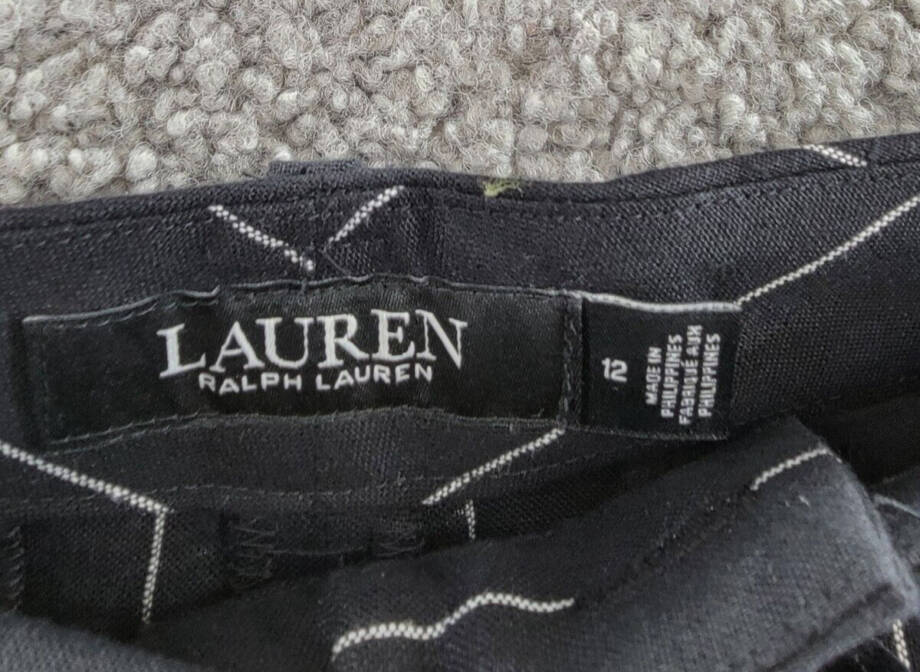 LAUREN
RALPH LAUREN
12
MADE IN
PHILIPPINES
FABRIQUE AUX
PHILIPPINES